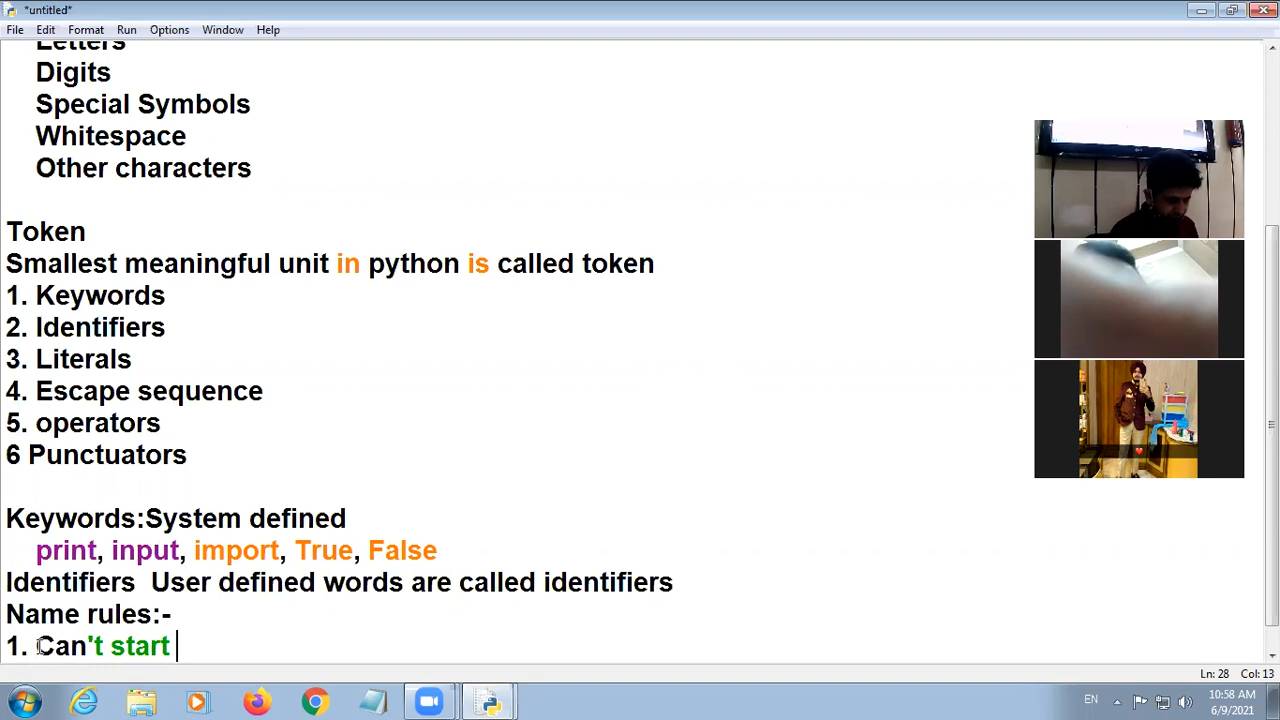 *untitled*
File Edit Format Run Options Window Help
Letters
Digits
Special Symbols
Whitespace
Other characters
Token
Smallest meaningful unit in python is called token
1. Keywords
2. Identifiers
3. Literals
4. Escape sequence
5. operators
6 Punctuators
Keywords:System defined
print, input, import, True, False
Identifiers  User defined words are called identifiers
Name rules:-
1. Can't start
Ln: 28 Col: 13
EN
10:58 AM
6/9/2021